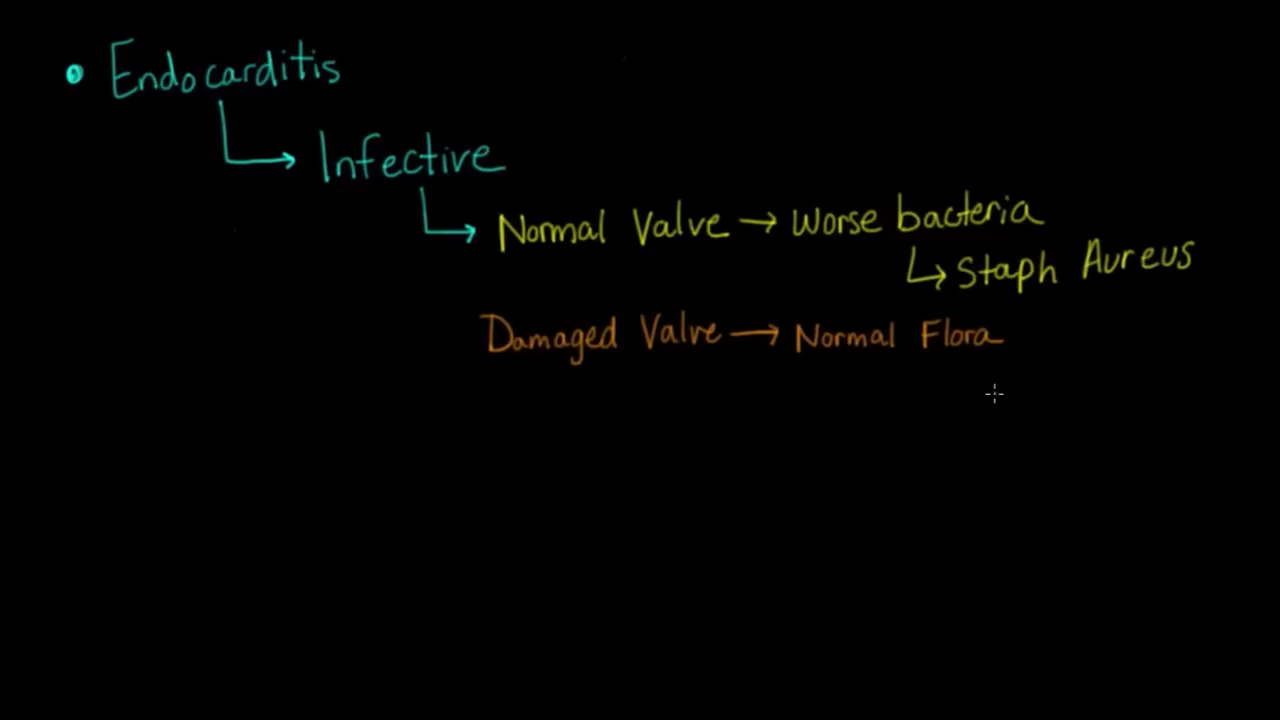 • Endocarditis
→ Infective
→ Normal Valve → Worse bacteria
→ Staph Aureus
Damaged Valve → Normal Flora